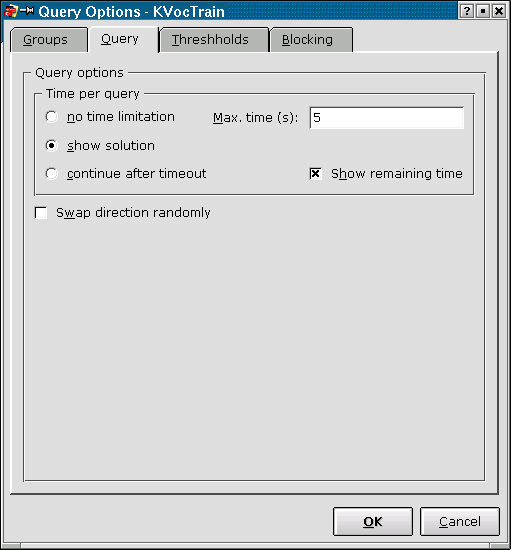 Query Options - KVocTrain
Groups Query Threshholds Blocking
Query options
Time per query
no time limitation Max. time (s): 5
show solution
continue after timeout Show remaining time
Swap direction randomly
OK Cancel